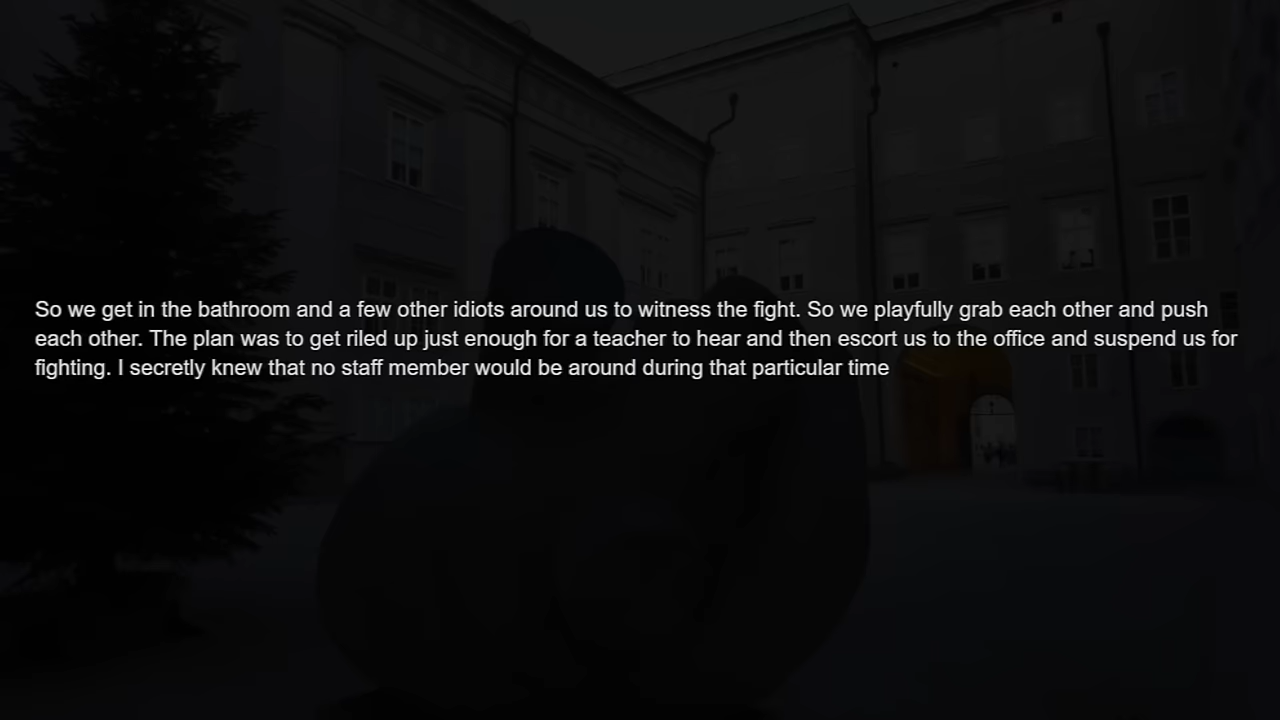 So we get in the bathroom and a few other idiots around us to witness the fight. So we playfully grab each other and push
each other. The plan was to get riled up just enough for a teacher to hear and then escort us to the office and suspend us for
fighting. I secretly knew that no staff member would be around during that particular time